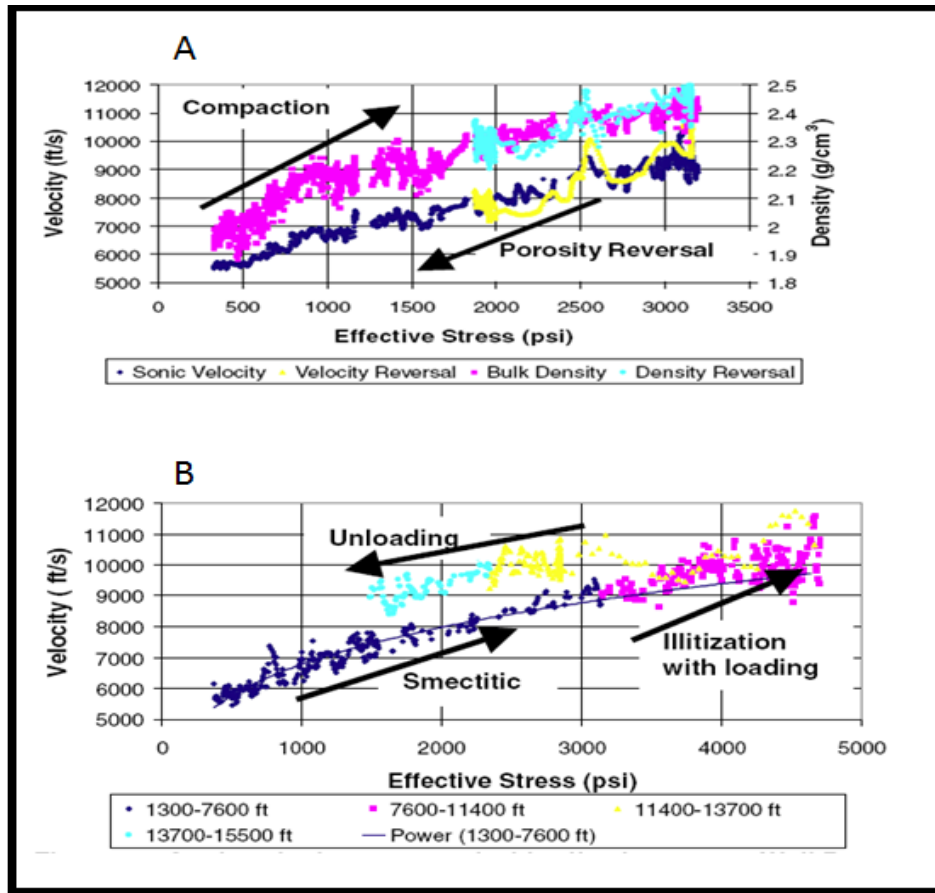 A
12000
11000
10000
9000
8000
7000
6000
5000
Velocity (ft/s)
Compaction
Porosity Reversal
2.5
2.4
2.3
2.2
2.1
2
1.9
1.8
Density (g/cm³)
0 500 1000 1500 2000 2500 3000 3500
Effective Stress (psi)
Sonic Velocity Velocity Reversal Bulk Density Density Reversal
B
12000
11000
10000
9000
8000
7000
6000
5000
Velocity ( ft/s)
Unloading
Smectitic
Illitization
with loading
0 1000 2000 3000 4000 5000
Effective Stress (psi)
1300-7600 ft 7600-11400 ft 11400-13700 ft
13700-15500 ft Power (1300-7600 ft)